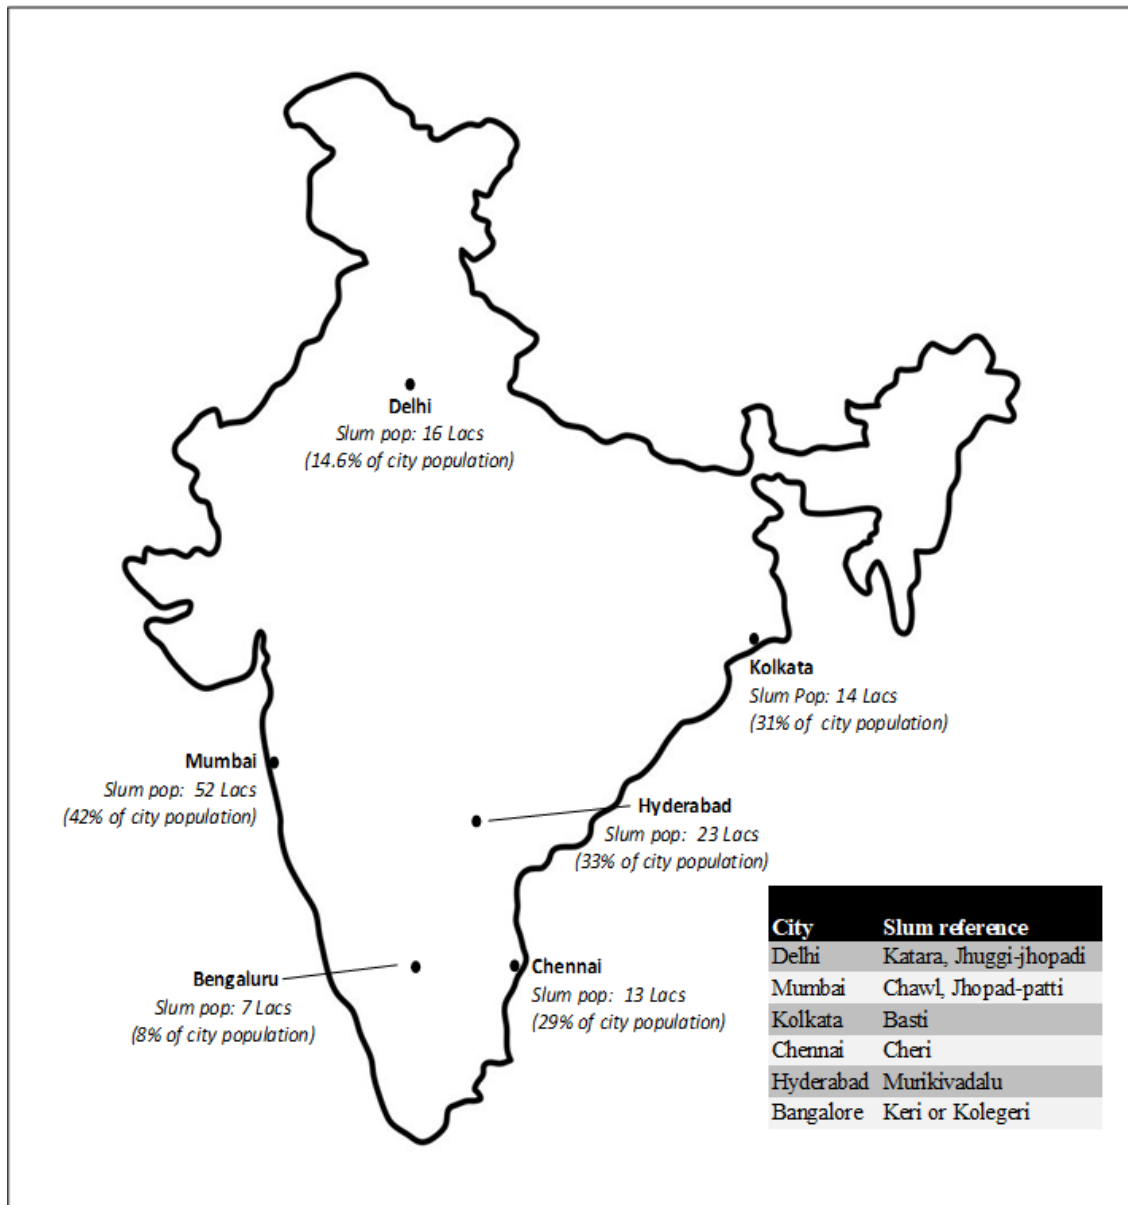 Delhi
Slum pop: 16 Lacs
(14.6% of city population)
Kolkata
Slum Pop: 14 Lacs
(31% of city population)
Mumbai
Slum pop: 52 Lacs
(42% of city population)
Hyderabad
Slum pop: 23 Lacs
(33% of city population)
Bengaluru
Slum pop: 7 Lacs
(8% of city population)
Chennai
Slum pop: 13 Lacs
(29% of city population)
City Slum reference
Delhi Katara, Jhuggi-jhopadi
Mumbai Chawl, Jhopad-patti
Kolkata Basti
Chennai Cheri
Hyderabad Murikivadalu
Bangalore Keri or Kolegeri